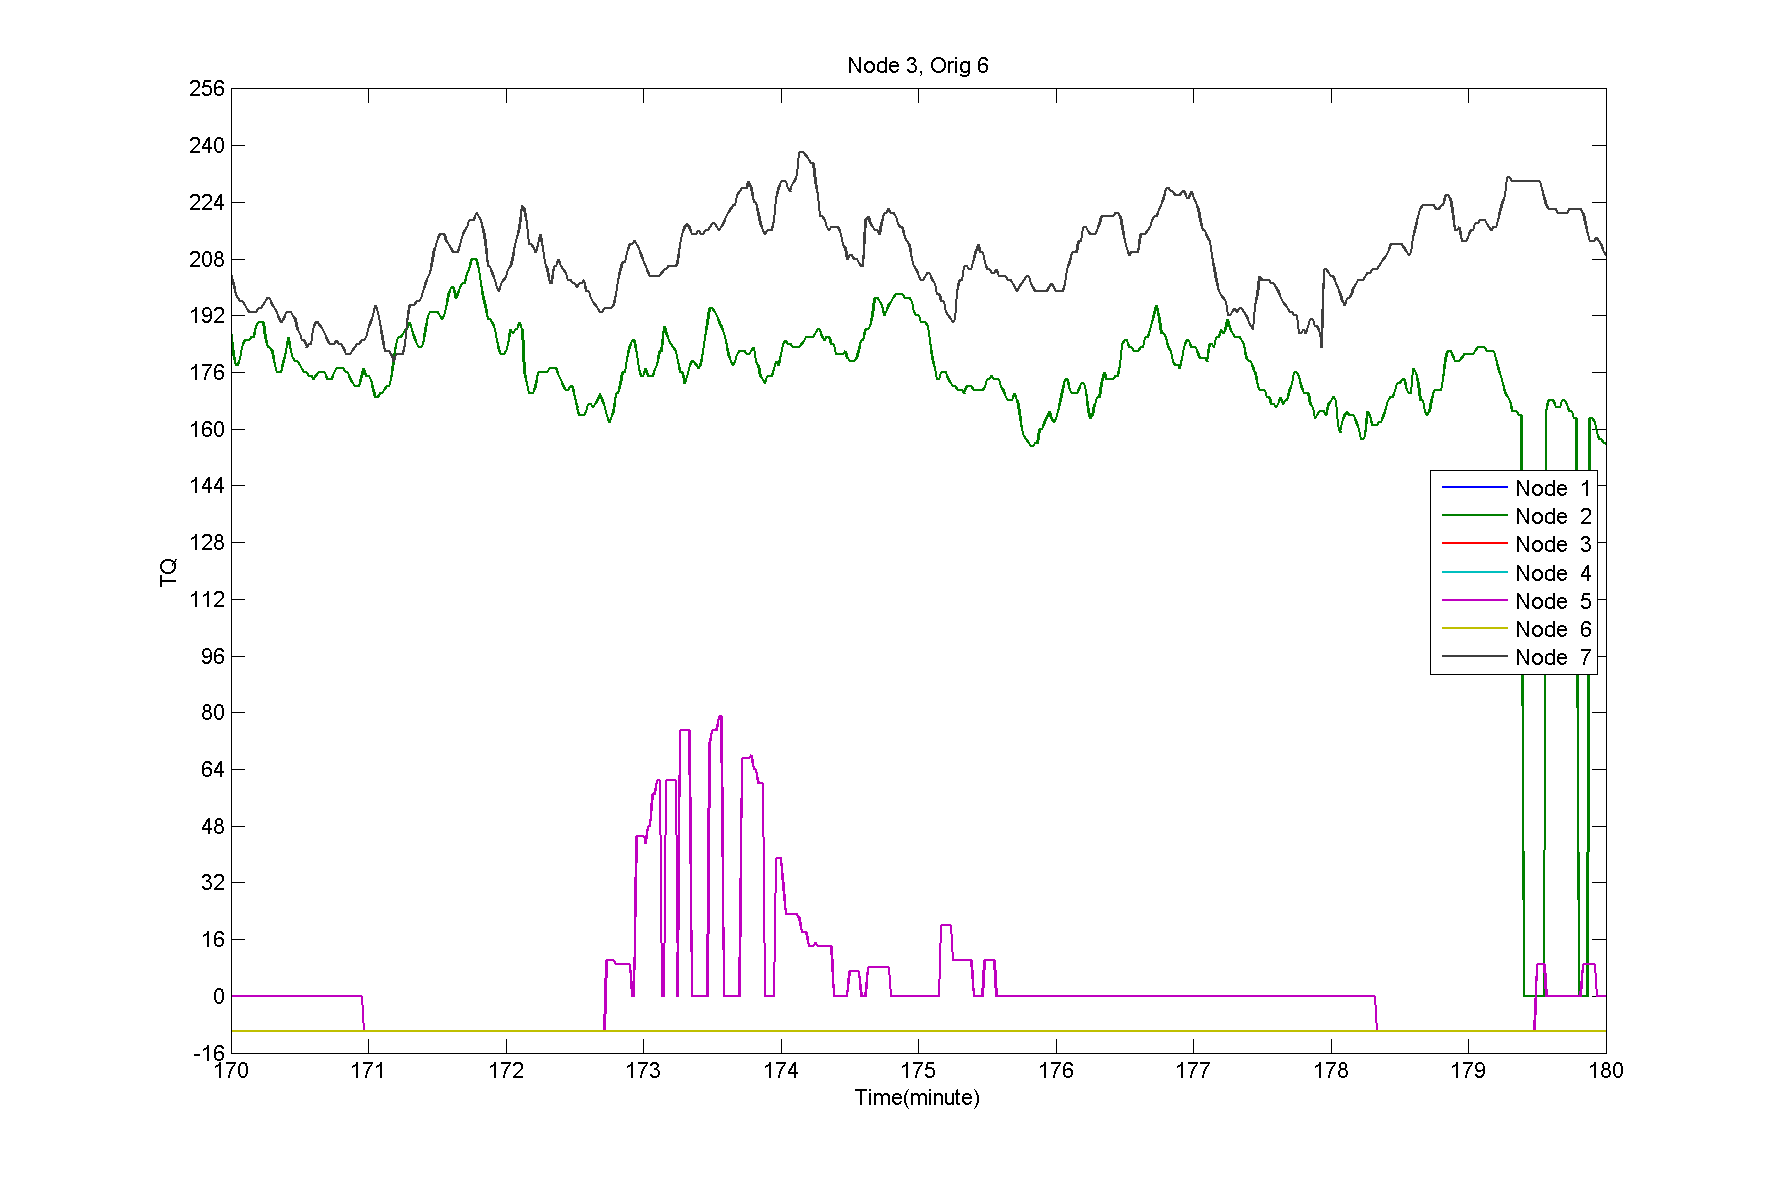 Node 3, Orig 6
256
240
224
208
192
176
160
144
128
112
96
80
64
48
32
16
0
-16
TQ
Node 1
Node 2
Node 3
Node 4
Node 5
Node 6
Node 7
170 171 172 173 174 175 176 177 178 179 180
Time(minute)